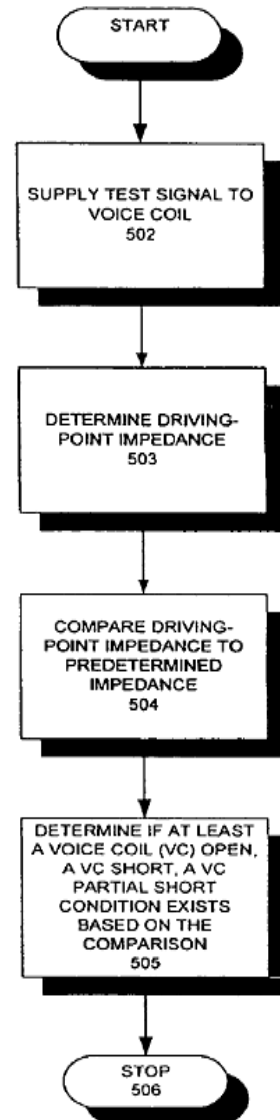 START
SUPPLY TEST SIGNAL TO
VOICE COIL
502
DETERMINE DRIVING-
POINT IMPEDANCE
503
COMPARE DRIVING-
POINT IMPEDANCE TO
PREDETERMINED
IMPEDANCE
504
DETERMINE IF AT LEAST
A VOICE COIL (VC) OPEN,
A VC SHORT, A VC
PARTIAL SHORT
CONDITION EXISTS
BASED ON THE
COMPARISON
505
STOP
506